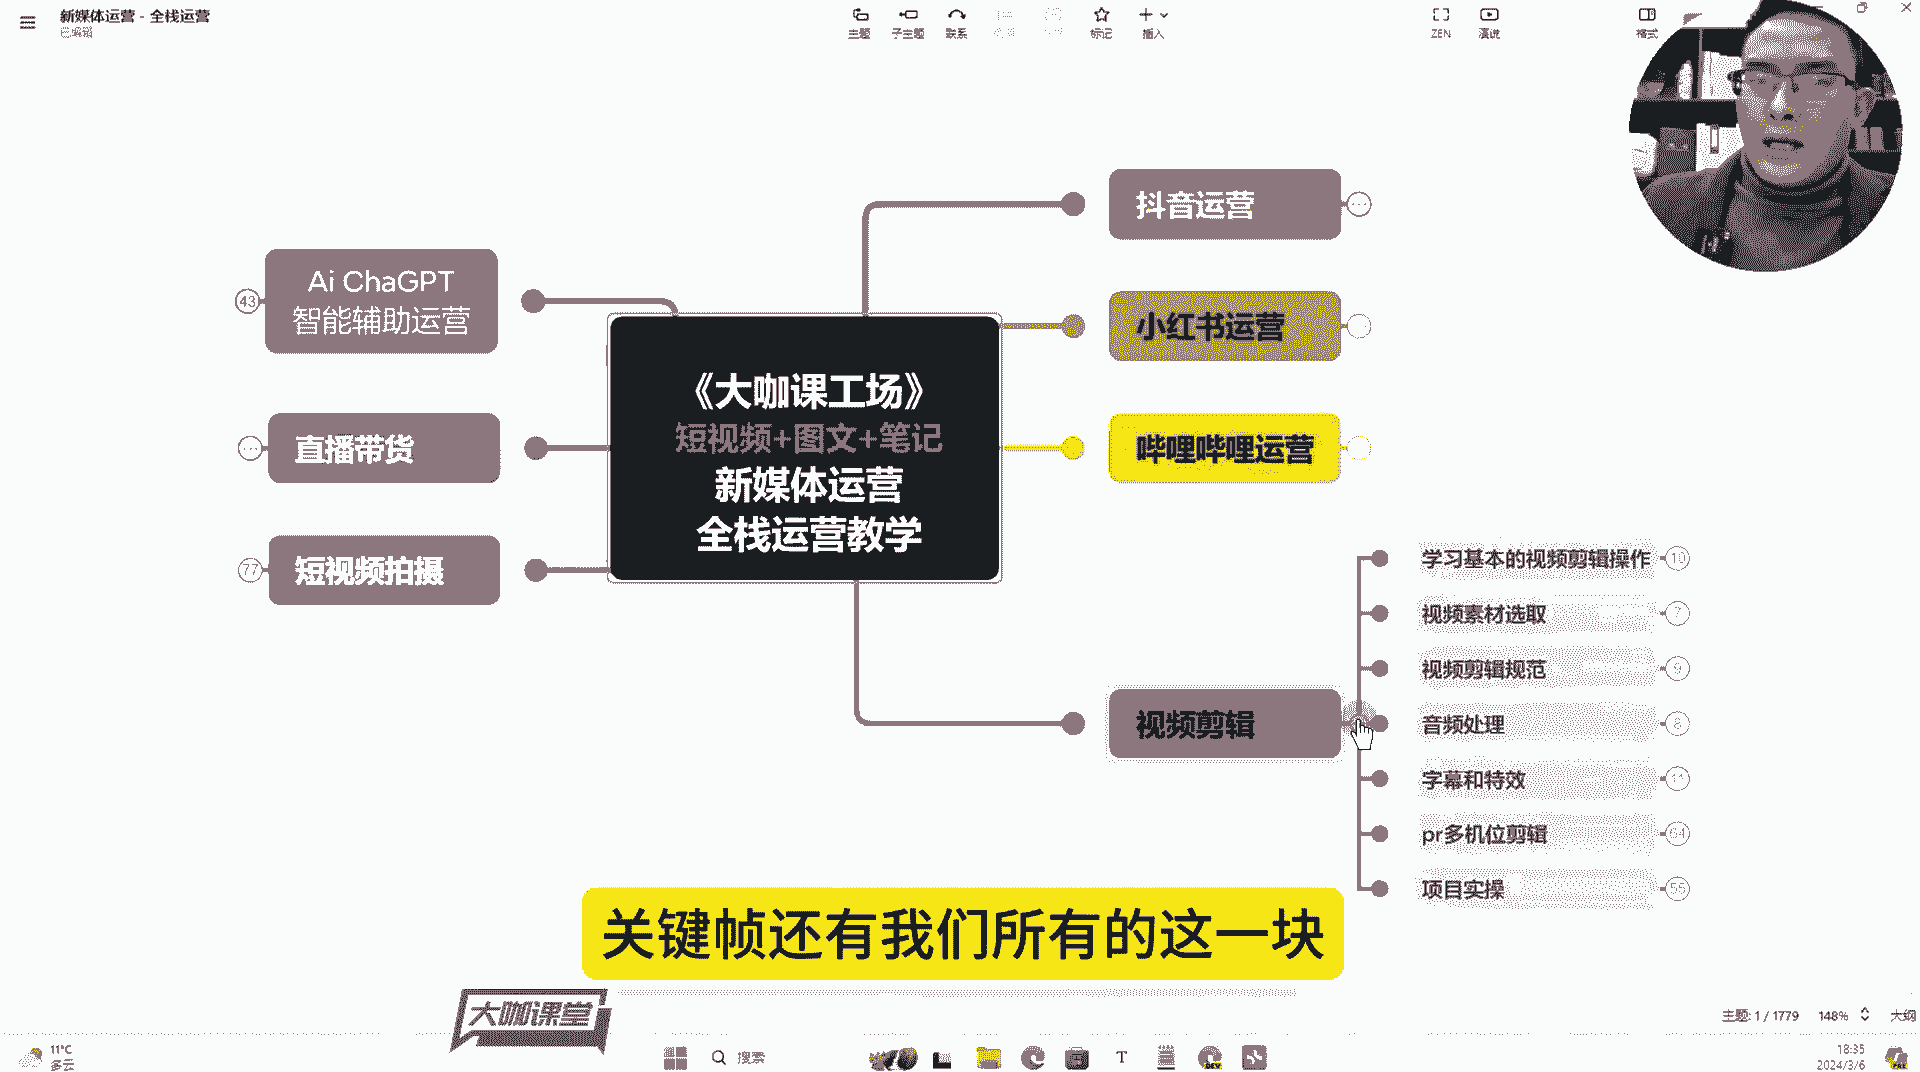 新媒体运营 - 全栈运营
已编辑
主题
子主题
联系
标记
插入
ZEN
演说
格式
抖音运营
Ai ChaGPT
智能辅助运营
43
小红书运营
《大咖课工场》
短视频+图文+笔记
新媒体运营
全栈运营教学
直播带货
哔哩哔哩运营
短视频拍摄
77
学习基本的视频剪辑操作
10
视频素材选取
7
视频剪辑规范
9
视频剪辑
音频处理
8
字幕和特效
11
pr多机位剪辑
64
项目实操
55
关键帧还有我们所有的这一块
大咖课堂
主题: 1 / 1779
148%
大纲
11°C
多云
搜索
18:35
2024/3/6